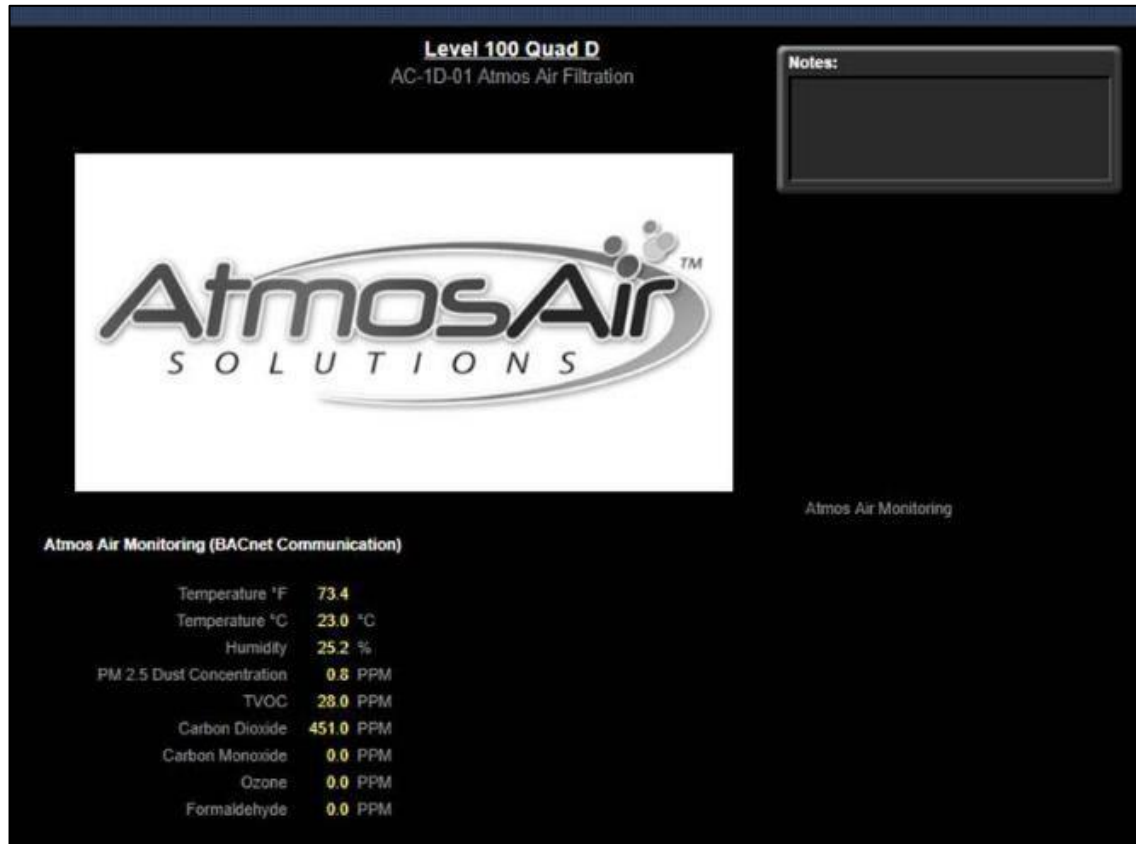 Level 100 Quad D
AC-1D-01 Atmos Air Filtration
Notes:
AtmosAir™
SOLUTIONS
Atmos Air Monitoring
Atmos Air Monitoring (BACnet Communication)
Temperature °F 73.4
Temperature °C 23.0 °C
Humidity 25.2 %
PM 2.5 Dust Concentration 0.8 PPM
TVOC 28.0 PPM
Carbon Dioxide 451.0 PPM
Carbon Monoxide 0.0 PPM
Ozone 0.0 PPM
Formaldehyde 0.0 PPM